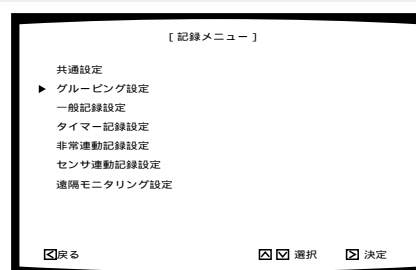 [ 記録メニュー ]
共通設定
▶ グルーピング設定
一般記録設定
タイマー記録設定
非常連動記録設定
センサ連動記録設定
遠隔モニタリング設定
戻る 選択 決定